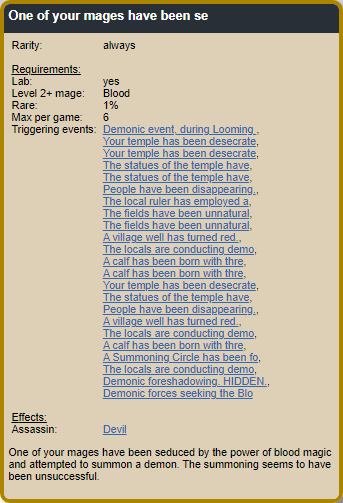 One of your mages have been se
Rarity: always
Requirements:
Lab: yes
Level 2+ mage: Blood
Rare: 1%
Max per game: 6
Triggering events: Demonic event, during Looming ,
Your temple has been desecrate,
Your temple has been desecrate,
The statues of the temple have,
The statues of the temple have,
People have been disappearing.,
The local ruler has employed a,
The fields have been unnatural,
The fields have been unnatural,
A village well has turned red.,
The locals are conducting demo,
A calf has been born with thre,
A calf has been born with thre,
Your temple has been desecrate,
The statues of the temple have,
People have been disappearing.,
A village well has turned red.,
The locals are conducting demo,
A calf has been born with thre,
A Summoning Circle has been fo,
The locals are conducting demo,
Demonic foreshadowing. HIDDEN.,
Demonic forces seeking the Blo
Effects:
Assassin: Devil
One of your mages have been seduced by the power of blood magic
and attempted to summon a demon. The summoning seems to have
been unsuccessful.